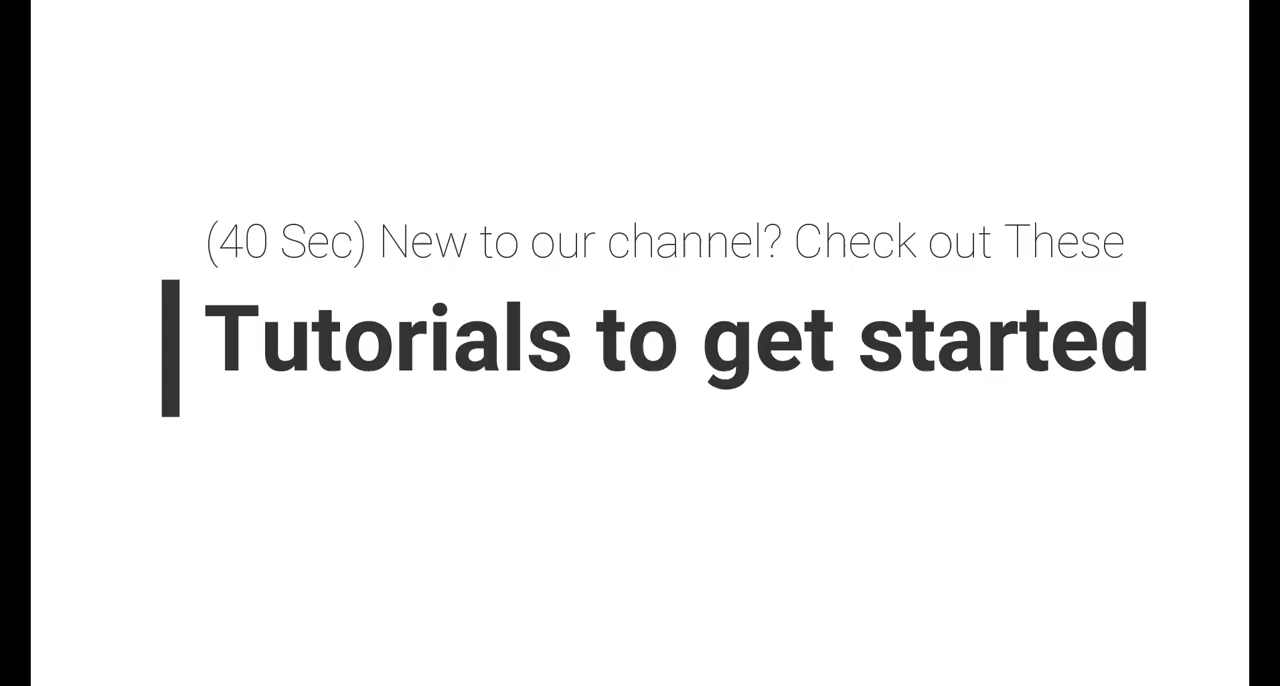 (40 Sec) New to our channel? Check out These
Tutorials to get started